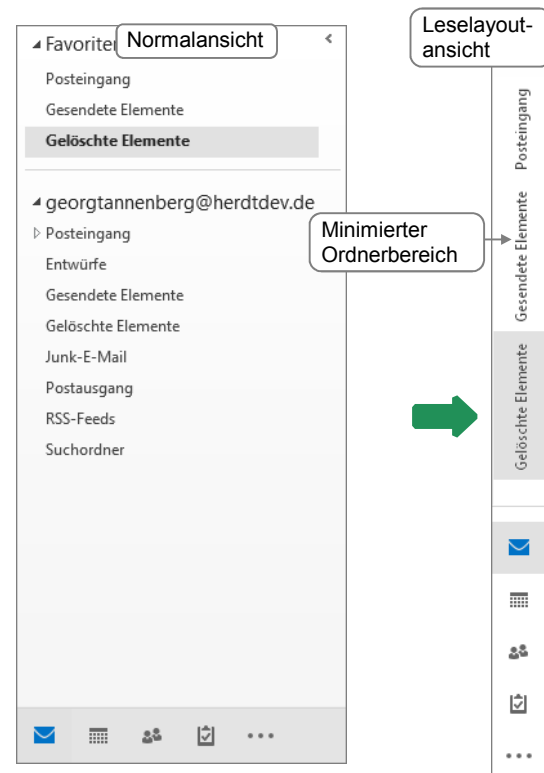 Normalansicht
Favoriten
Posteingang
Gesendete Elemente
Gelöschte Elemente
georgtannenberg@herdtdev.de
Posteingang
Entwürfe
Gesendete Elemente
Gelöschte Elemente
Junk-E-Mail
Postausgang
RSS-Feeds
Suchordner
Leselayout-
ansicht
Minimierter
Ordnerbereich
Posteingang
Gesendete Elemente
Gelöschte Elemente